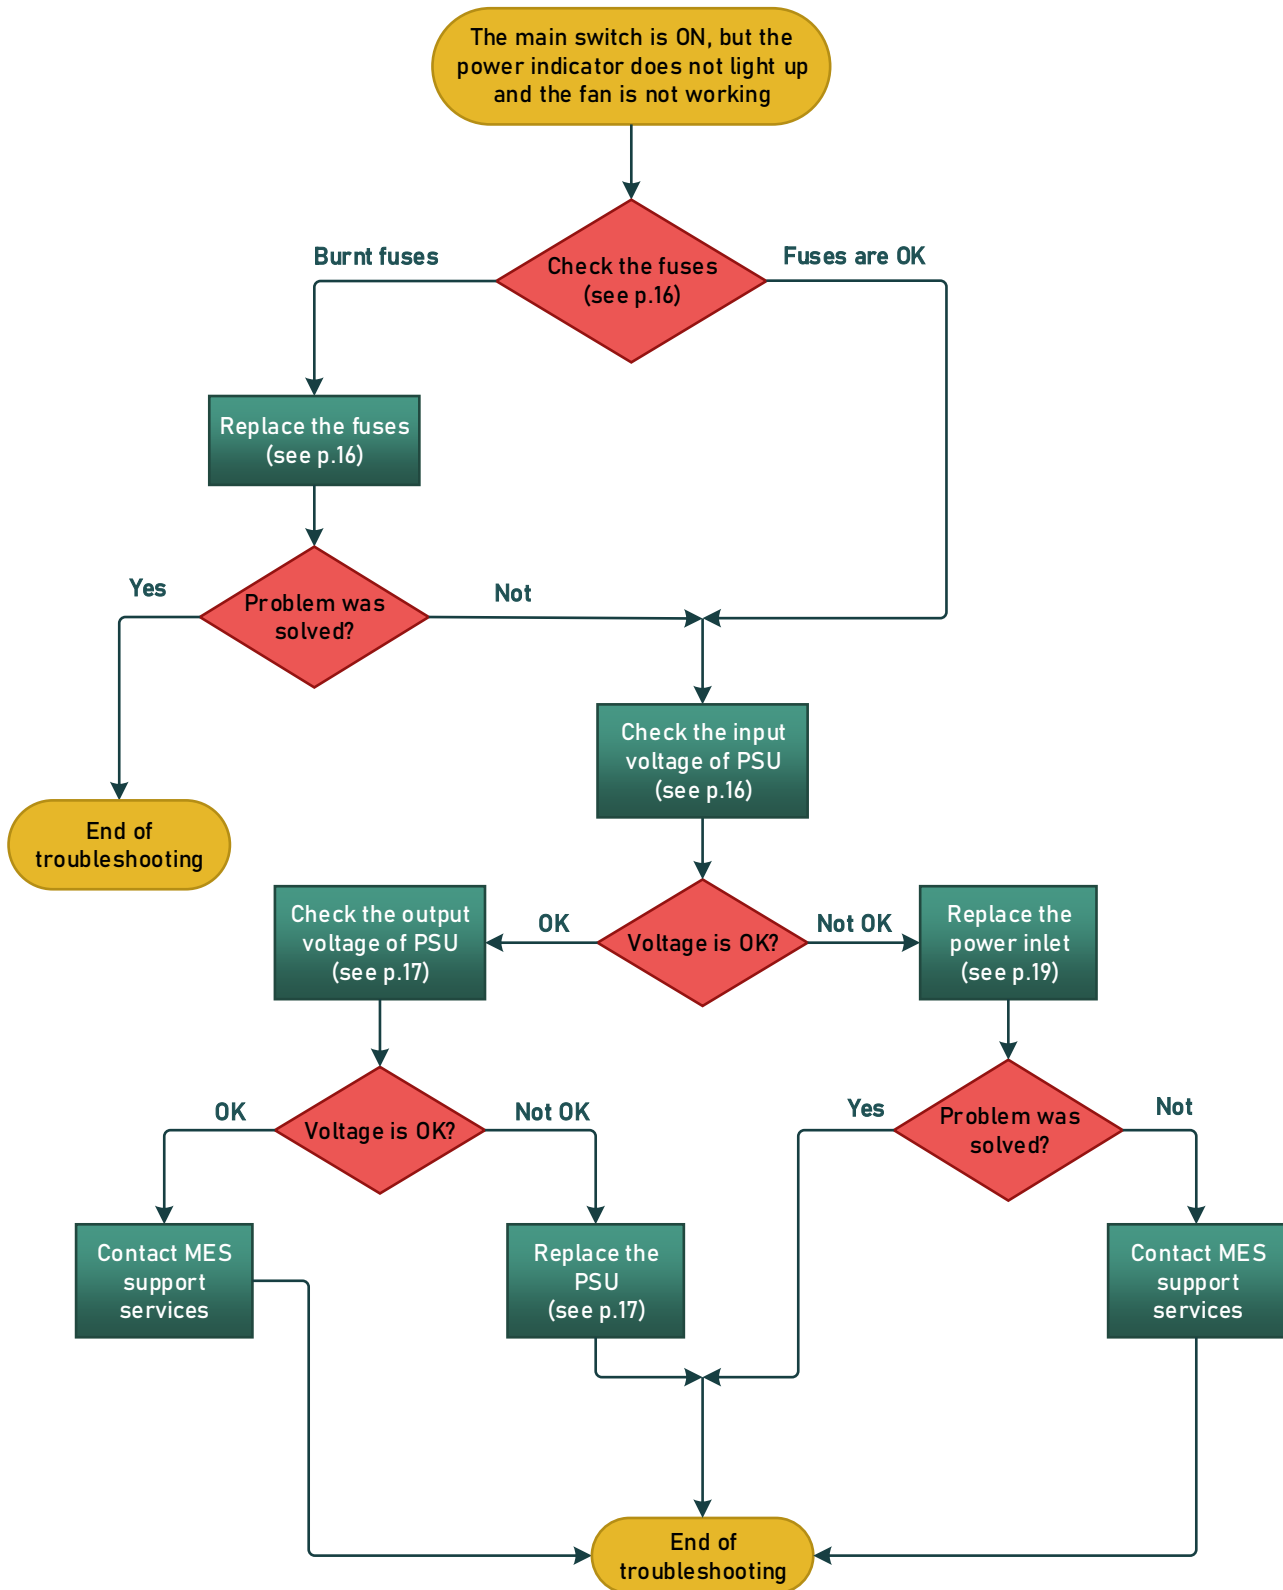 The main switch is ON, but the
power indicator does not light up
and the fan is not working
Burnt fuses
Fuses are OK
Check the fuses
(see p.16)
Replace the fuses
(see p.16)
Yes
Problem was
solved?
Not
Check the input
voltage of PSU
(see p.16)
End of
troubleshooting
Check the output
voltage of PSU
(see p.17)
OK
Voltage is OK?
Not OK
Replace the
power inlet
(see p.19)
OK
Voltage is OK?
Not OK
Yes
Problem was
solved?
Not
Contact MES
support
services
Replace the
PSU
(see p.17)
Contact MES
support
services
End of
troubleshooting